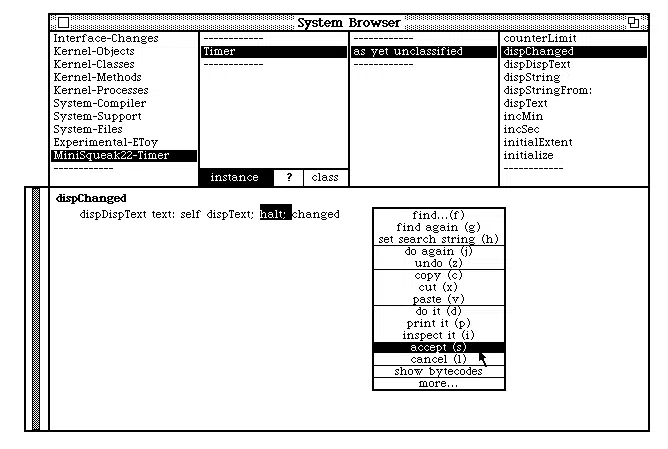 System Browser
Interface-Changes
Kernel-Objects
Kernel-Classes
Kernel-Methods
Kernel-Processes
System-Compiler
System-Support
System-Files
Experimental-EToy
MiniSqueak22-Timer
------------
------------
Timer
------------
instance
?
class
------------
as yet unclassified
------------
counterLimit
dispChanged
dispDispText
dispString
dispStringFrom:
dispText
incMin
incSec
initialExtent
initialize
------------
dispChanged
dispDispText text: self dispText; halt; changed
find...(f)
find again (g)
set search string (h)
do again (j)
undo (z)
copy (c)
cut (x)
paste (v)
do it (d)
print it (p)
inspect it (i)
accept (s)
cancel (l)
show bytecodes
more...